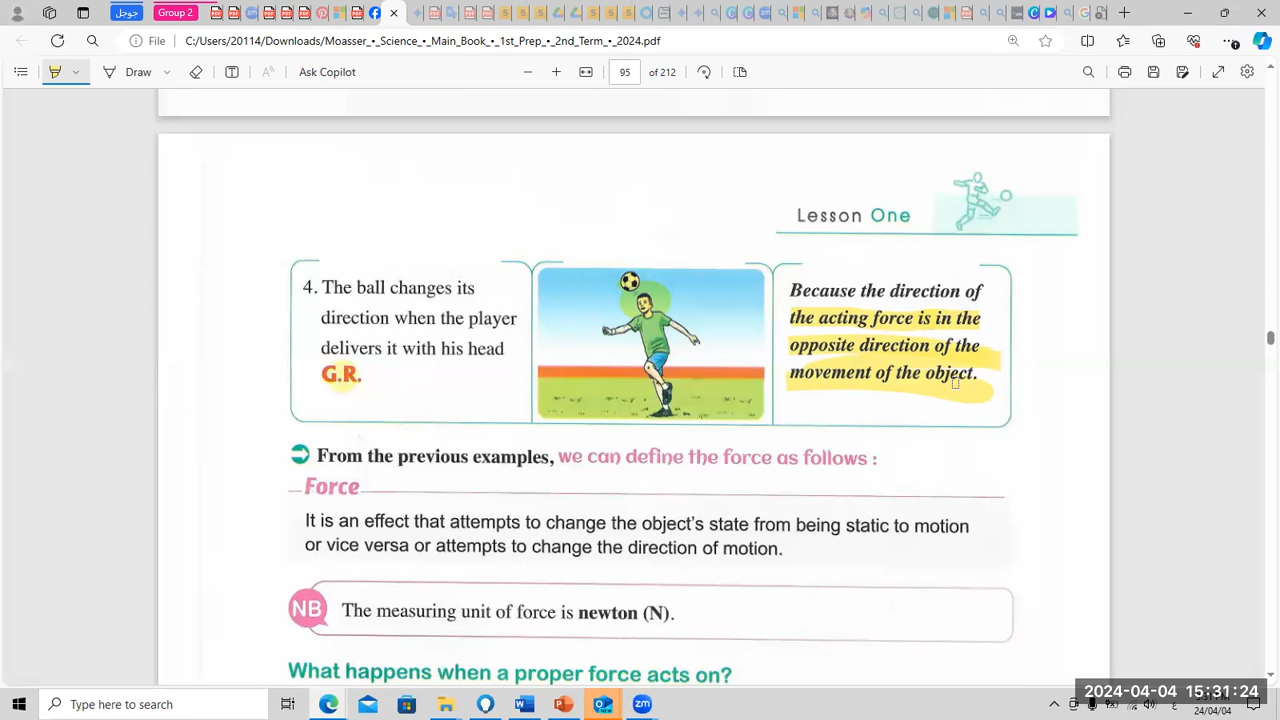 Group 2
جوجل
File
C:/Users/20114/Downloads/Moasser_•_Science_•_Main_Book_•_1st_Prep_•_2nd_Term_•_2024.pdf
Draw
Ask Copilot
95 of 212
Lesson One
4. The ball changes its
direction when the player
delivers it with his head
G.R.
Because the direction of
the acting force is in the
opposite direction of the
movement of the object.
From the previous examples, we can define the force as follows :
Force
It is an effect that attempts to change the object's state from being static to motion
or vice versa or attempts to change the direction of motion.
NB
The measuring unit of force is newton (N).
What happens when a proper force acts on?
Type here to search
2024-04-04 15:31:24
24/04/04